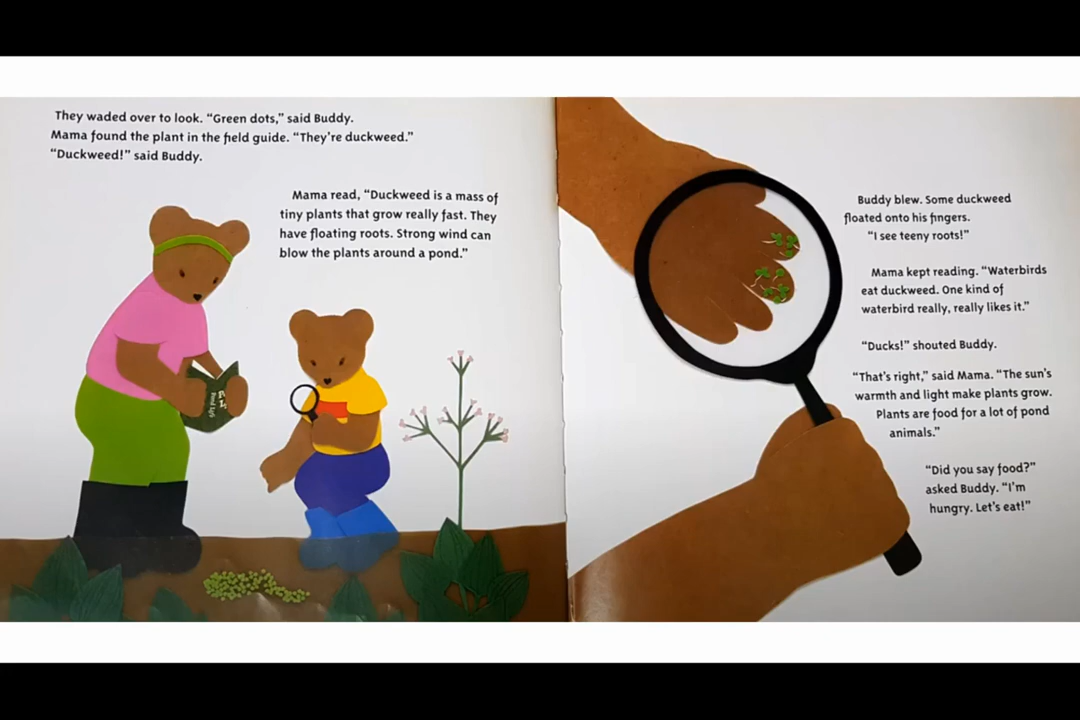 They waded over to look. “Green dots,” said Buddy.
Mama found the plant in the field guide. “They’re duckweed.”
“Duckweed!” said Buddy.
Mama read, “Duckweed is a mass of
tiny plants that grow really fast. They
have floating roots. Strong wind can
blow the plants around a pond.”
Buddy blew. Some duckweed
floated onto his fingers.
“I see teeny roots!”
Mama kept reading. “Waterbirds
eat duckweed. One kind of
waterbird really, really likes it.”
“Ducks!” shouted Buddy.
“That’s right,” said Mama. “The sun’s
warmth and light make plants grow.
Plants are food for a lot of pond
animals.”
“Did you say food?”
asked Buddy. “I’m
hungry. Let’s eat!”